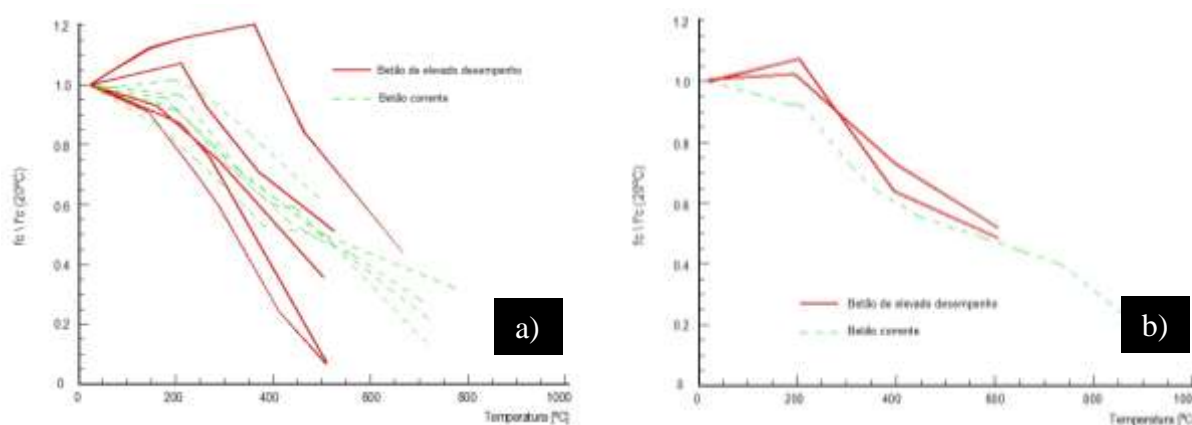 1.2
1.0
0.8
0.6
0.4
0.2
0
fc \ f'c (20ºC)
Betão de elevado desempenho
Betão corrente
a)
0 200 400 600 800 1000
Temperatura [ºC]
1.2
1.0
0.8
0.6
0.4
0.2
0
fc \ f'c (20ºC)
Betão de elevado desempenho
Betão corrente
b)
0 200 400 600 800 1000
Temperatura [ºC]